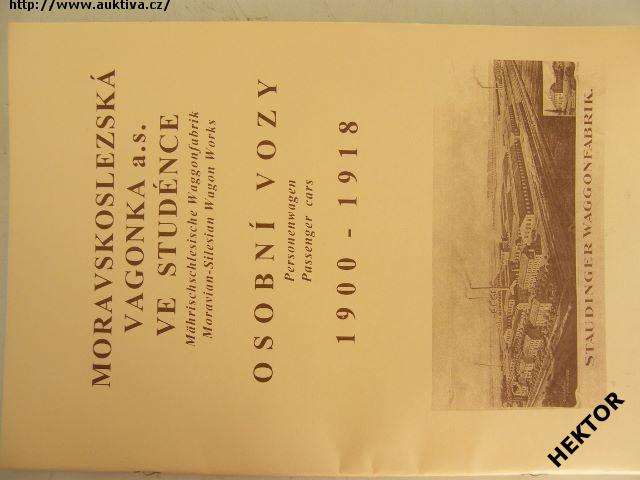 http://www.auktiva.cz/
MORAVSKOSLEZSKÁ
VAGONKA a.s.
VE STUDÉNCE
Mährischschlesische Waggonfabrik
Moravian-Silesian Wagon Works
OSOBNÍ VOZY
Personenwagen
Passenger cars
1900 - 1918
STAUDINGER WAGGONFABRIK.
HEKTOR